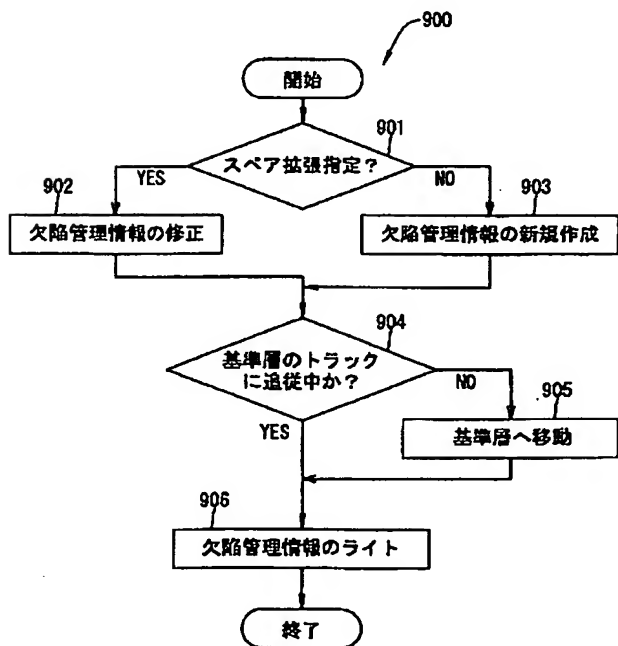 900
開始
901
スペア拡張指定?
YES
NO
902
欠陥管理情報の修正
903
欠陥管理情報の新規作成
904
基準層のトラック
に追従中か?
NO
YES
905
基準層へ移動
906
欠陥管理情報のライト
終了